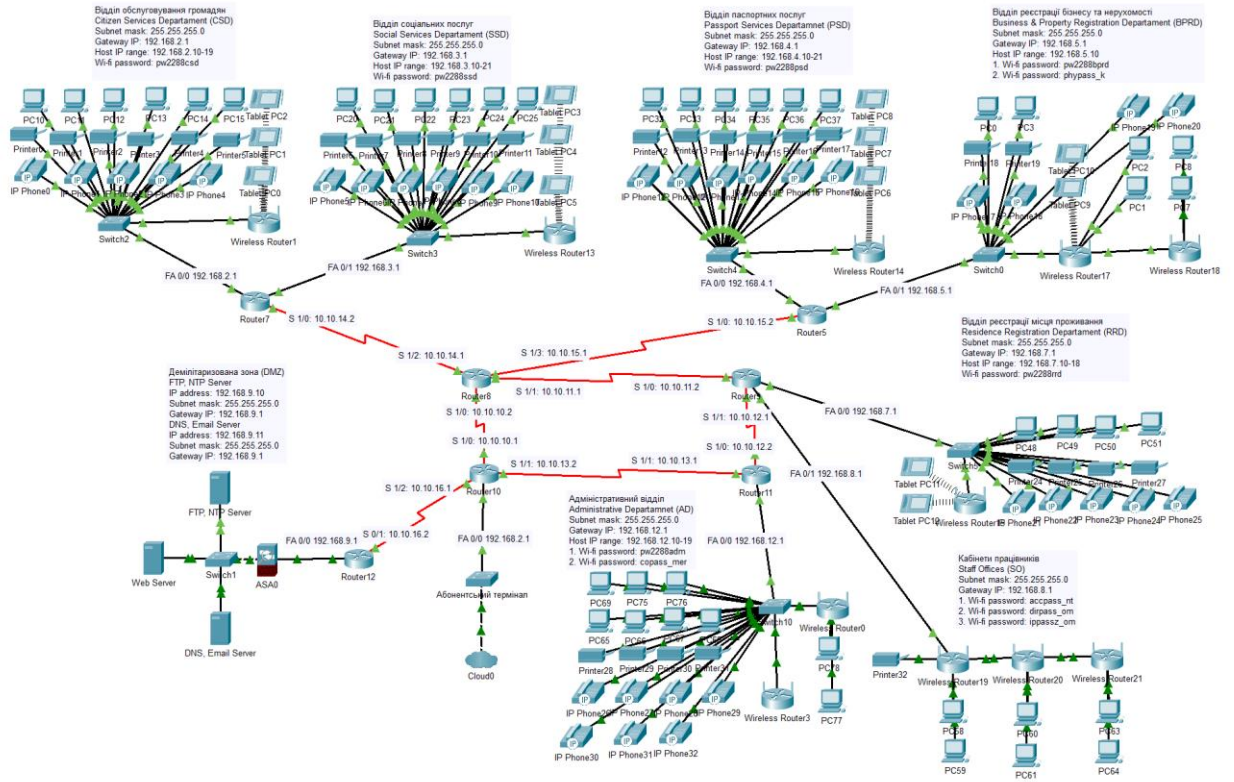 Відділ обслуговування громадян
Citizen Services Departament (CSD)
Subnet mask: 255.255.255.0
Gateway IP: 192.168.2.1
Host IP range: 192.168.2.10-19
Wi-fi password: pw2288csd
Відділ соціальних послуг
Social Services Departament (SSD)
Subnet mask: 255.255.255.0
Gateway IP: 192.168.3.1
Host IP range: 192.168.3.10-21
Wi-fi password: pw2288ssd
Відділ паспортних послуг
Passport Services Departamnet (PSD)
Subnet mask: 255.255.255.0
Gateway IP: 192.168.4.1
Host IP range: 192.168.4.10-21
Wi-fi password: pw2288psd
Відділ реєстрації бізнесу та нерухомості
Business & Property Registration Departament (BPRD)
Subnet mask: 255.255.255.0
Gateway IP: 192.168.5.1
Host IP range: 192.168.5.10
1. Wi-fi password: pw2288bprd
2. Wi-fi password: phypass_k
PC10
PC12
PC13
PC14
PC15
Tablet PC2
Printer2
Tablet PC1
IP Phone0
IP Phone4
Tablet PC0
Switch2
Wireless Router1
PC20
PC21
PC22
PC23
PC24
PC25
Tablet PC3
Tablet PC4
Tablet PC5
Switch3
Wireless Router13
PC33
PC34
PC35
PC36
PC37
Tablet PC8
Tablet PC7
Tablet PC6
Switch4
Wireless Router14
PC0
PC3
IP Phone20
Printer18
Printer19
Tablet PC10
PC2
PC8
Tablet PC9
PC1
PC7
Switch0
Wireless Router17
Wireless Router18
FA 0/0 192.168.2.1
FA 0/1 192.168.3.1
Router7
S 1/0: 10.10.14.2
FA 0/0 192.168.4.1
FA 0/1 192.168.5.1
Router5
S 1/0: 10.10.15.2
S 1/2: 10.10.14.1
S 1/3: 10.10.15.1
Router8
S 1/1: 10.10.11.1
S 1/0: 10.10.11.2
S 1/0: 10.10.10.2
S 1/1: 10.10.12.1
S 1/0: 10.10.10.1
S 1/0: 10.10.12.2
S 1/1: 10.10.13.2
S 1/1: 10.10.13.1
Router10
Router11
S 1/2: 10.10.16.1
S 0/1: 10.10.16.2
FA 0/0 192.168.7.1
FA 0/1 192.168.8.1
Відділ реєстрації місця проживання
Residence Registration Departament (RRD)
Subnet mask: 255.255.255.0
Gateway IP: 192.168.7.1
Host IP range: 192.168.7.10-18
Wi-fi password: pw2288rrd
PC48
PC49
PC50
PC51
Printer24
Printer27
IP Phone25
Демілітаризована зона (DMZ)
FTP, NTP Server
IP address: 192.168.9.10
Subnet mask: 255.255.255.0
Gateway IP: 192.168.9.1
DNS, Email Server
IP address: 192.168.9.11
Subnet mask: 255.255.255.0
Gateway IP: 192.168.9.1
FTP, NTP Server
Web Server
Switch1
ASA0
FA 0/0 192.168.9.1
Router12
DNS, Email Server
FA 0/0 192.168.2.1
Абонентський термінал
Cloud0
Адміністративний відділ
Administrative Departamnet (AD)
Subnet mask: 255.255.255.0
Gateway IP: 192.168.12.1
Host IP range: 192.168.12.10-19
1. Wi-fi password: pw2288adm
2. Wi-fi password: copass_mer
FA 0/0 192.168.12.1
PC69
PC75
PC76
PC65
Switch10
Wireless Router0
Printer28
Printer29
Printer30
PC78
PC77
IP Phone29
IP Phone30
IP Phone31
IP Phone32
Wireless Router3
Кабінети працівників
Staff Offices (SO)
Subnet mask: 255.255.255.0
Gateway IP: 192.168.8.1
1. Wi-fi password: accpass_nt
2. Wi-fi password: dirpass_om
3. Wi-fi password: ippassz_om
Printer32
Wireless Router19
Wireless Router20
Wireless Router21
PC58
PC60
PC63
PC59
PC61
PC64